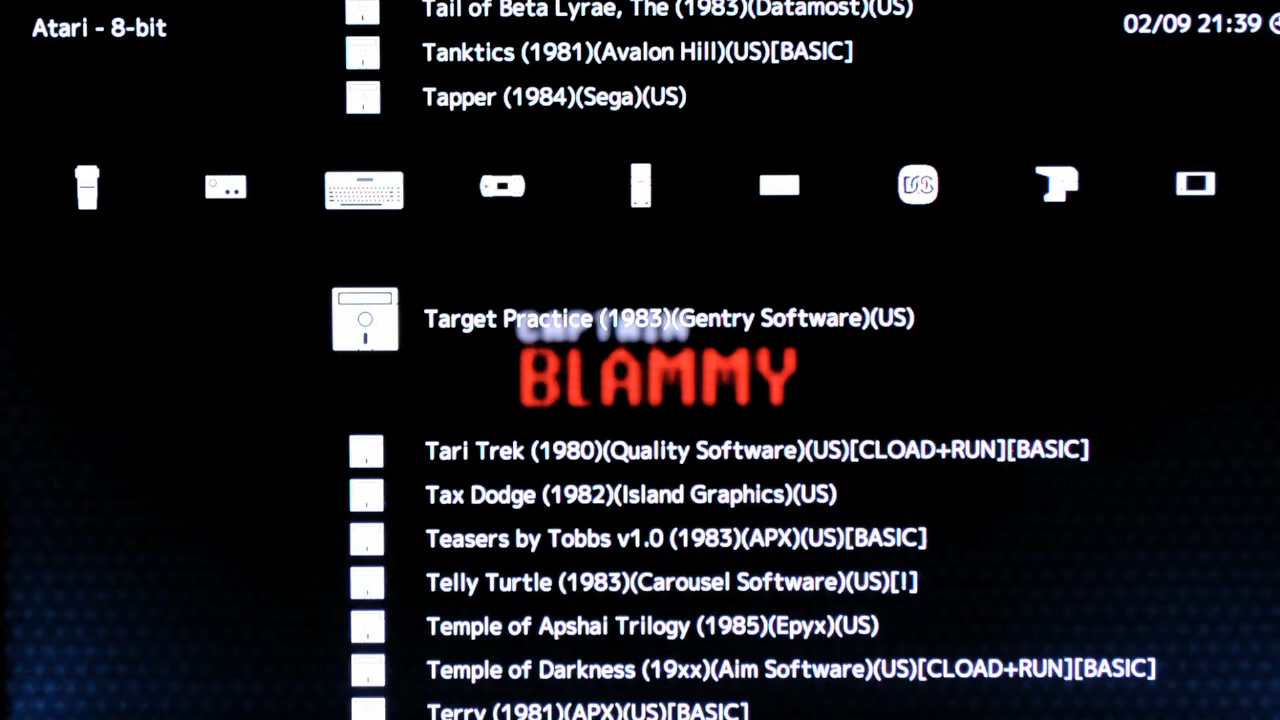 Tail of Beta Lyrae, The (1983)(Datamost)(US)
Atari - 8-bit
02/09 21:39
Tanktics (1981)(Avalon Hill)(US)[BASIC]
Tapper (1984)(Sega)(US)
Target Practice (1983)(Gentry Software)(US)
CAPTAIN
BLAMMY
Tari Trek (1980)(Quality Software)(US)[CLOAD+RUN][BASIC]
Tax Dodge (1982)(Island Graphics)(US)
Teasers by Tobbs v1.0 (1983)(APX)(US)[BASIC]
Telly Turtle (1983)(Carousel Software)(US)[!]
Temple of Apshai Trilogy (1985)(Epyx)(US)
Temple of Darkness (19xx)(Aim Software)(US)[CLOAD+RUN][BASIC]
Terry (1981)(APX)(US)[BASIC]